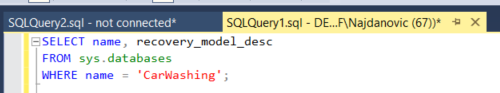 SQLQuery2.sql - not connected*
SQLQuery1.sql - DE...F\Najdanovic (67))*
SELECT name, recovery_model_desc
FROM sys.databases
WHERE name = 'CarWashing';